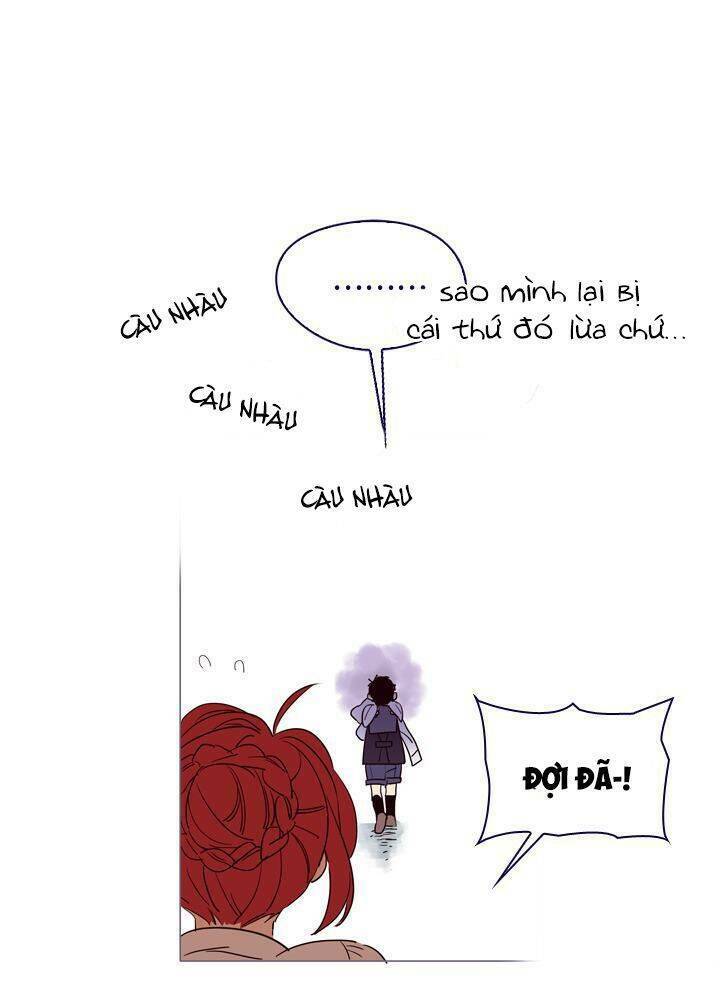 ......... sao mình lại bị
cái thứ đó lừa chứ...
CÀU NHÀU
CÀU NHÀU
CÀU NHÀU
ĐỢI ĐÃ-!